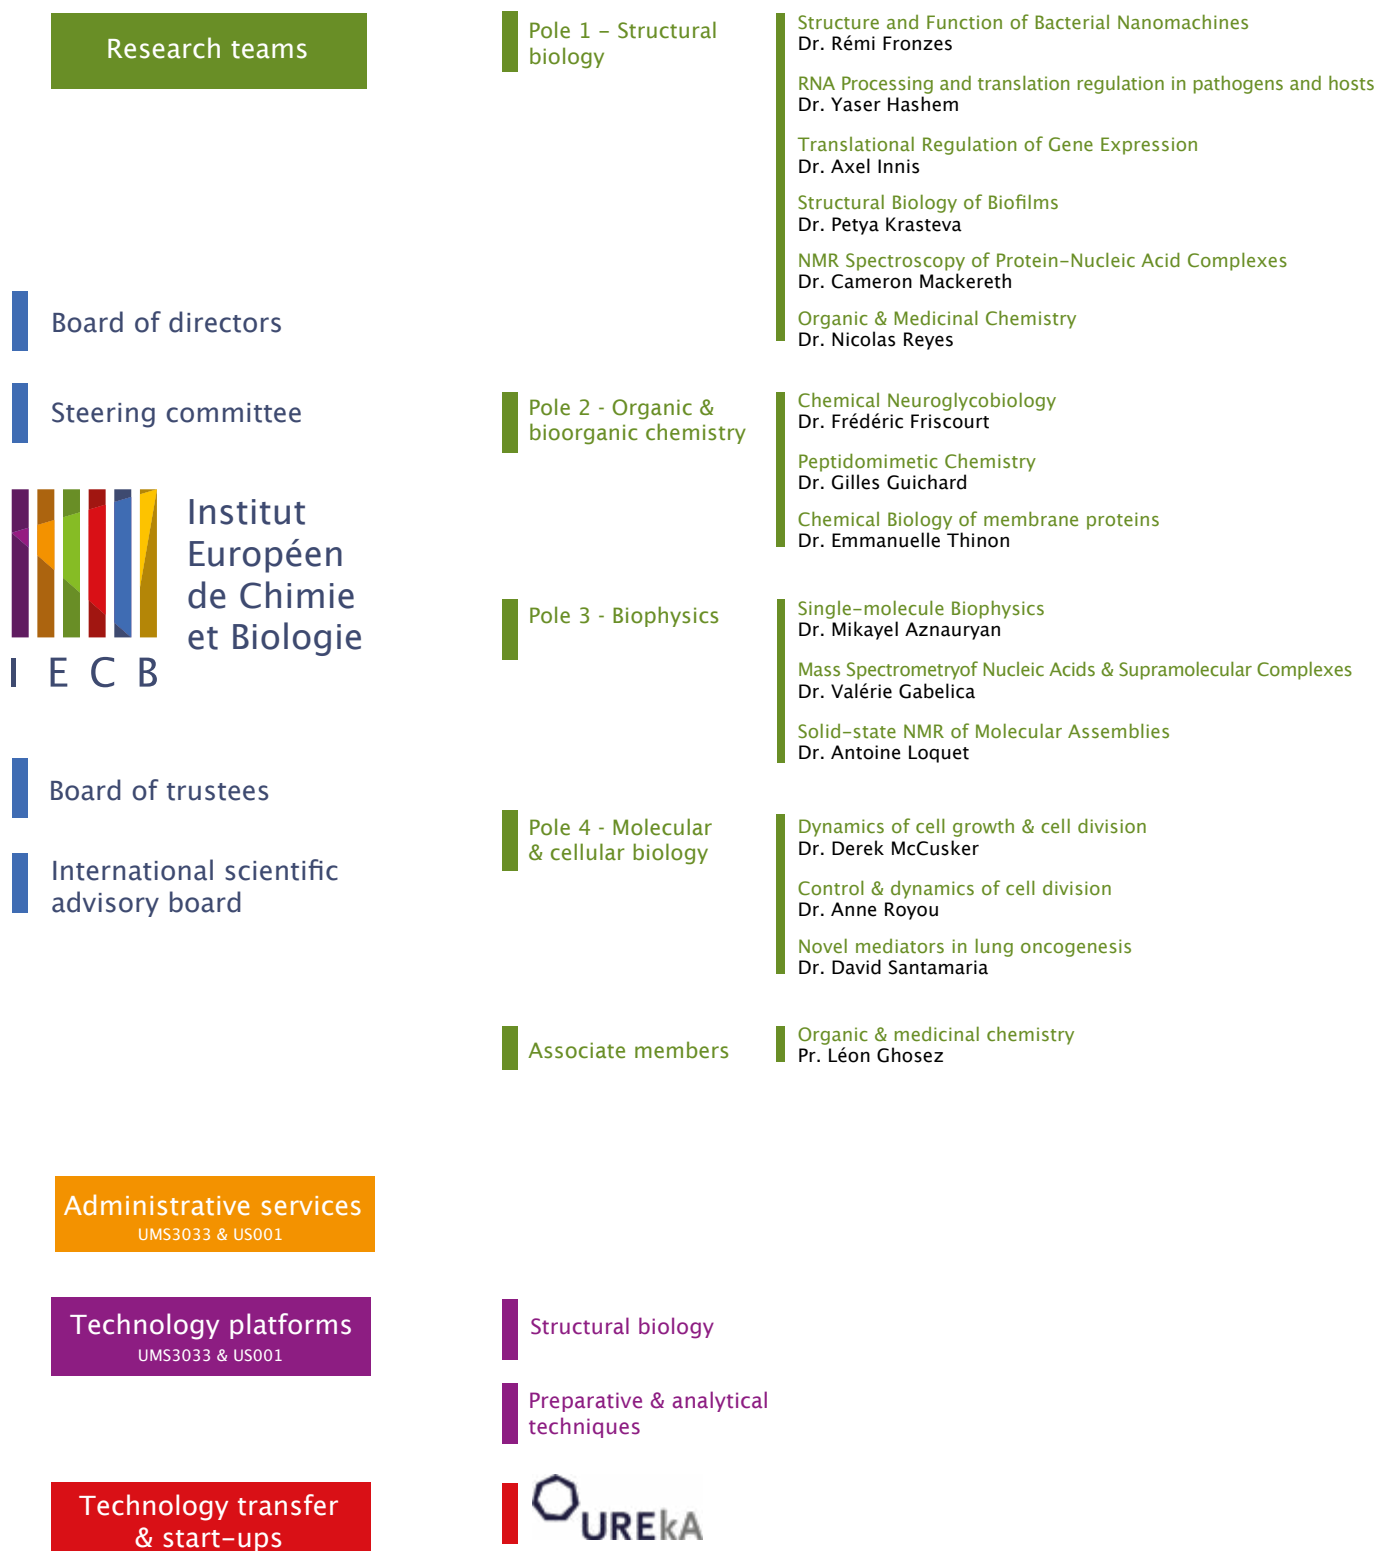 Research teams
Pole 1 – Structural
biology
Structure and Function of Bacterial Nanomachines
Dr. Rémi Fronzes
RNA Processing and translation regulation in pathogens and hosts
Dr. Yaser Hashem
Translational Regulation of Gene Expression
Dr. Axel Innis
Structural Biology of Biofilms
Dr. Petya Krasteva
NMR Spectroscopy of Protein-Nucleic Acid Complexes
Dr. Cameron Mackereth
Organic & Medicinal Chemistry
Dr. Nicolas Reyes
Board of directors
Steering committee
Institut
Européen
de Chimie
et Biologie
I E C B
Board of trustees
International scientific
advisory board
Pole 2 - Organic &
bioorganic chemistry
Chemical Neuroglycobiology
Dr. Frédéric Friscourt
Peptidomimetic Chemistry
Dr. Gilles Guichard
Chemical Biology of membrane proteins
Dr. Emmanuelle Thinon
Pole 3 - Biophysics
Single-molecule Biophysics
Dr. Mikayel Aznauryan
Mass Spectrometryof Nucleic Acids & Supramolecular Complexes
Dr. Valérie Gabelica
Solid-state NMR of Molecular Assemblies
Dr. Antoine Loquet
Pole 4 - Molecular
& cellular biology
Dynamics of cell growth & cell division
Dr. Derek McCusker
Control & dynamics of cell division
Dr. Anne Royou
Novel mediators in lung oncogenesis
Dr. David Santamaria
Associate members
Organic & medicinal chemistry
Pr. Léon Ghosez
Administrative services
UMS3033 & US001
Technology platforms
UMS3033 & US001
Structural biology
Preparative & analytical
techniques
Technology transfer
& start-ups
UREkA